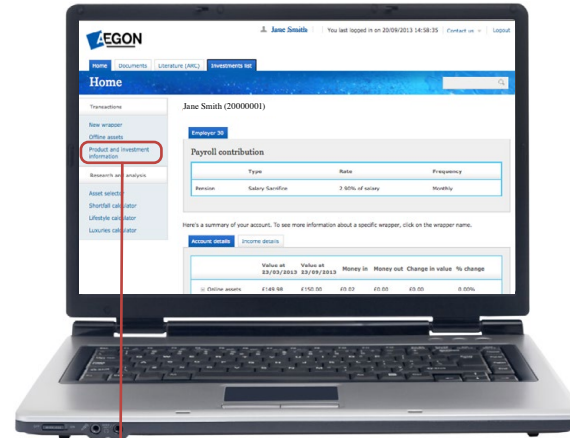 AEGON
Jane Smith
You last logged in on 20/09/2013 14:58:35
Contact us
Logout
Home
Documents
Literature (ARC)
Investments list
Home
Transactions
New wrapper
Offline assets
Product and investment
information
Research and analysis
Asset selector
Shortfall calculator
Lifestyle calculator
Luxuries calculator
Jane Smith (20000001)
Employer 30
Payroll contribution
Type Rate Frequency
Pension Salary Sacrifice 2.50% of salary Monthly
Here's a summary of your account. To see more information about a specific wrapper, click on the wrapper name.
Account details
Income details
Value at Value at
23/03/2013 23/09/2013 Money in Money out Change in value % change
Online assets £149.98 £150.00 £0.02 £0.00 £0.00 0.00%